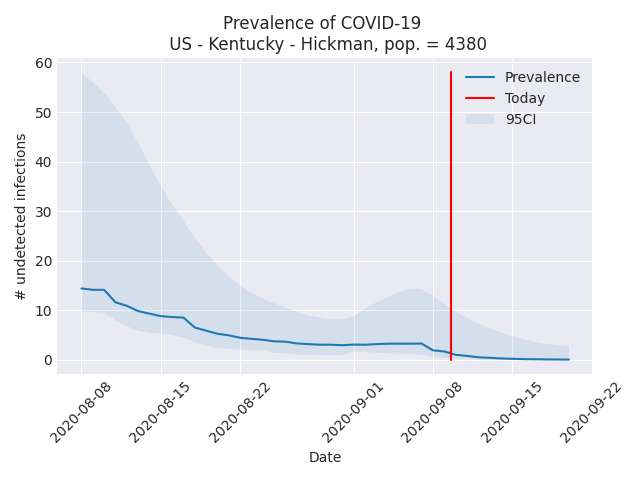 Prevalence of COVID-19
US - Kentucky - Hickman, pop. = 4380
# undetected infections
60
50
40
30
20
10
0
Prevalence
Today
95CI
2020-08-08
2020-08-15
2020-08-22
2020-09-01
2020-09-08
2020-09-15
2020-09-22
Date